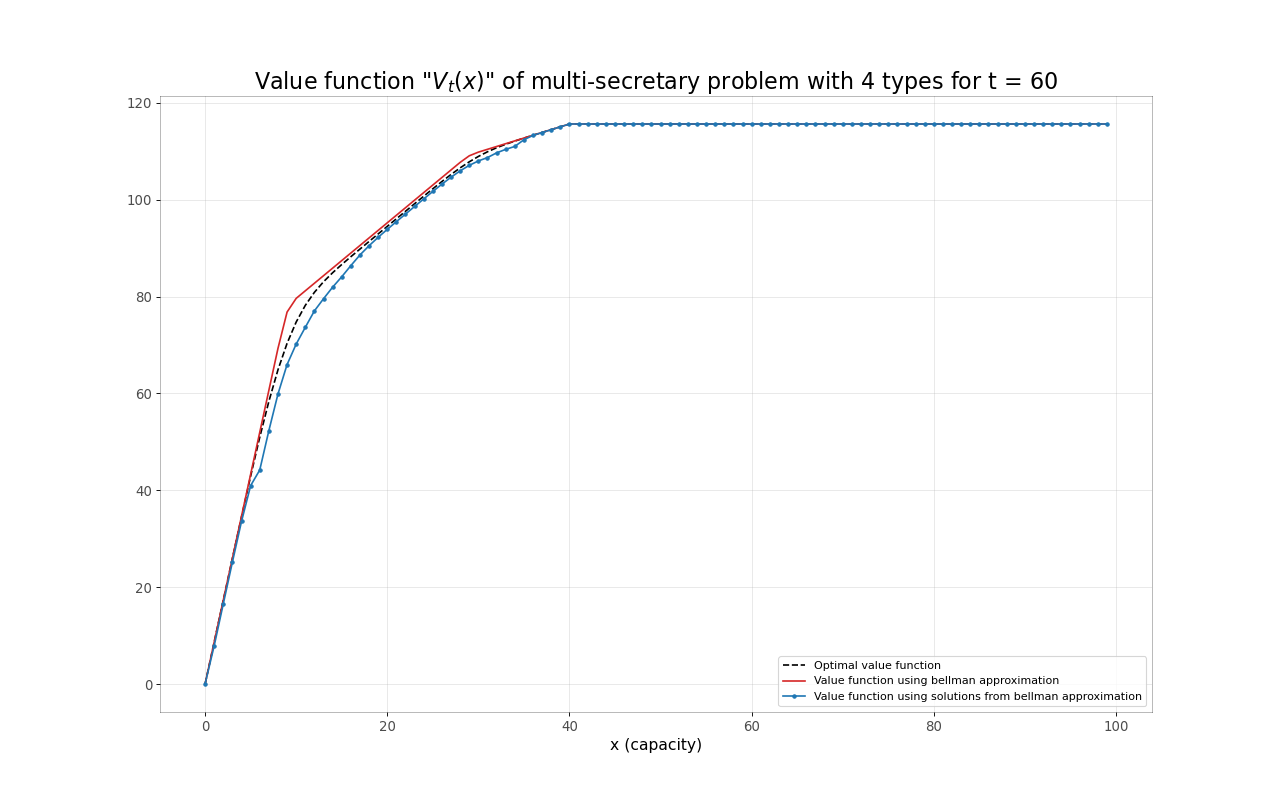 Value function "V_t(x)" of multi-secretary problem with 4 types for t = 60
120
100
80
60
40
20
0
0 20 40 60 80 100
x (capacity)
Optimal value function
Value function using bellman approximation
Value function using solutions from bellman approximation